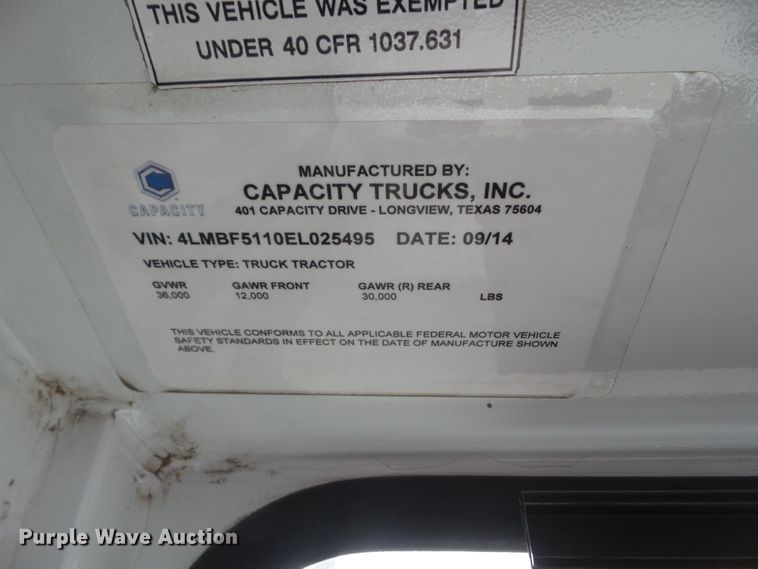 THIS VEHICLE WAS EXEMPTED
UNDER 40 CFR 1037.631
CAPACITY
MANUFACTURED BY:
CAPACITY TRUCKS, INC.
401 CAPACITY DRIVE - LONGVIEW, TEXAS 75604
VIN: 4LMBF5110EL025495 DATE: 09/14
VEHICLE TYPE: TRUCK TRACTOR
GVWR GAWR FRONT GAWR (R) REAR
36,000 12,000 30,000 LBS
THIS VEHICLE CONFORMS TO ALL APPLICABLE FEDERAL MOTOR VEHICLE
SAFETY STANDARDS IN EFFECT ON THE DATE OF MANUFACTURE SHOWN
ABOVE.
Purple Wave Auction